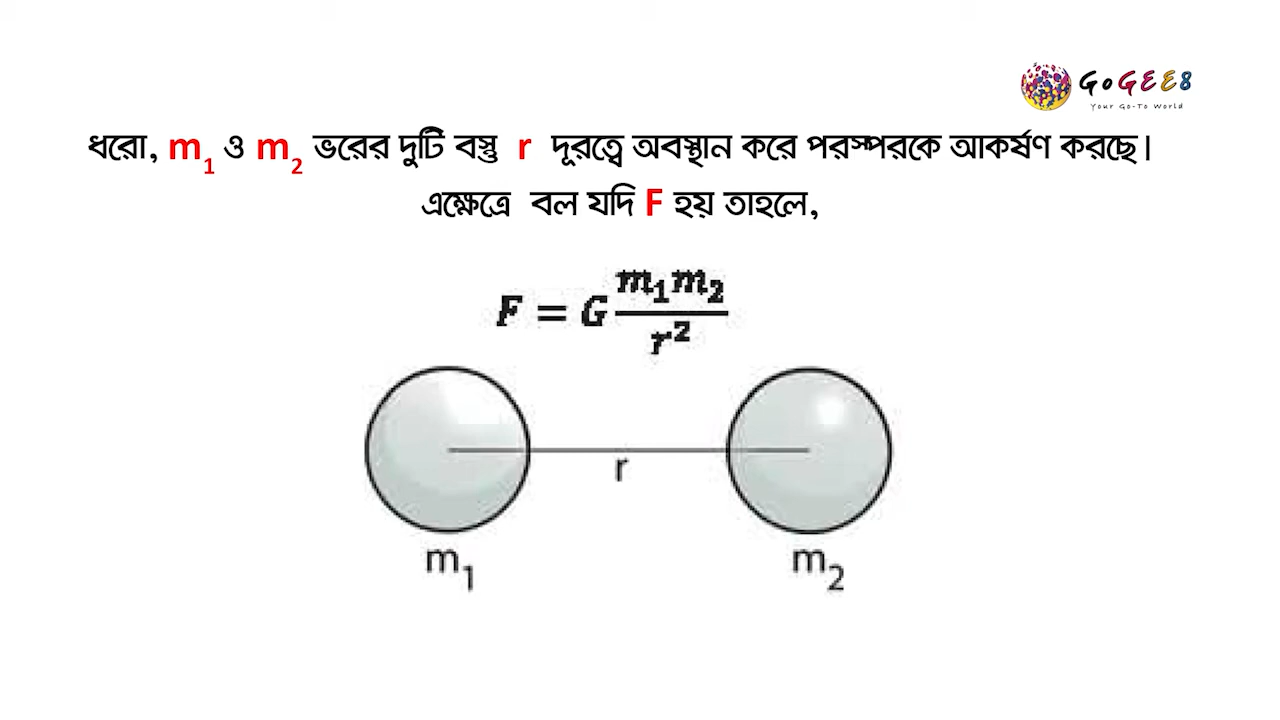 GOGEE8
Your Go-To World
ধরো, m₁ ও m₂ ভরের দুটি বস্তু r দূরত্বে অবস্থান করে পরস্পরকে আকর্ষণ করছে।
এক্ষেত্রে বল যদি F হয় তাহলে,
F = G m₁m₂ / r²
r
m₁ m₂